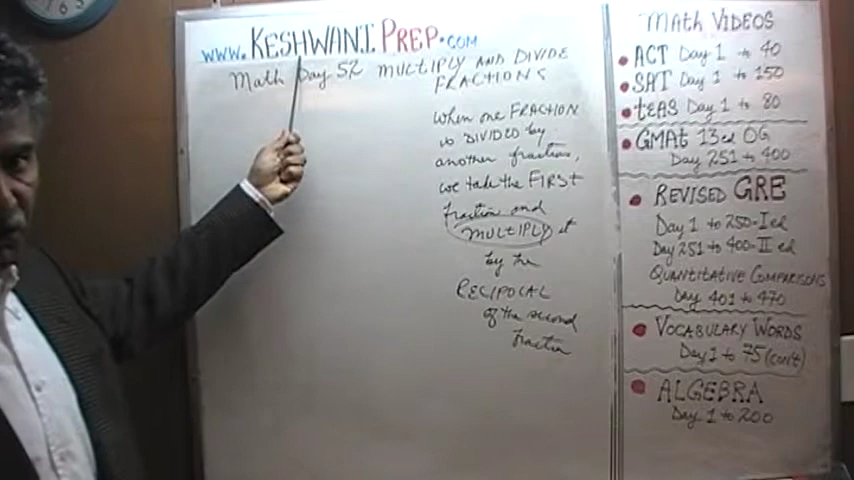 www.KESHWANI PREP.COM
Math Day 52 MULTIPLY AND DIVIDE
FRACTIONS
When one FRACTION
is DIVIDED by
another fraction,
we take the FIRST
fraction and
MULTIPLY it
by the
RECIPOCAL
of the second
fraction
Math VIDEOS
ACT Day 1 to 40
SAT Day 1 to 150
tEAS Day 1 to 80
GMAt 13 ed OG
Day 251 to 400
REVISED GRE
Day 1 to 250-I ed
Day 251 to 400-II ed
QUANTITATIVE COMPARISONS
Day 401 to 470
VOCABULARY WORDS
Day 1 to 75 (con't)
ALGEBRA
Day 1 to 200